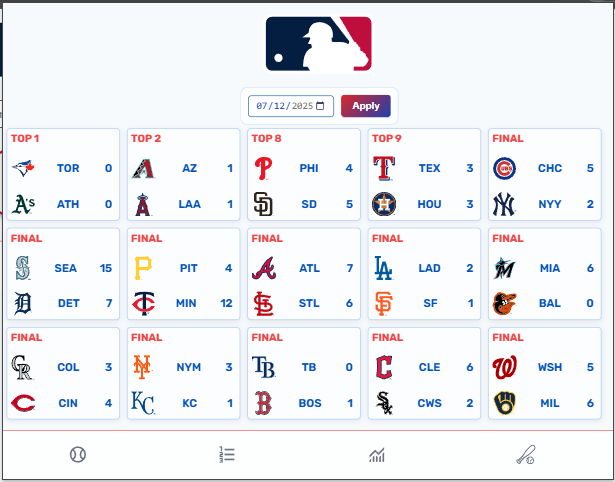 07/12/2025 Apply
TOP 1 TOP 2 TOP 8 TOP 9 FINAL
TOR 0 AZ 1 PHI 4 TEX 3 CHC 5
ATH 0 LAA 1 SD 5 HOU 3 NYY 2
FINAL FINAL FINAL FINAL FINAL
SEA 15 PIT 4 ATL 7 LAD 2 MIA 6
DET 7 MIN 12 STL 6 SF 1 BAL 0
FINAL FINAL FINAL FINAL FINAL
COL 3 NYM 3 TB 0 CLE 6 WSH 5
CIN 4 KC 1 BOS 1 CWS 2 MIL 6